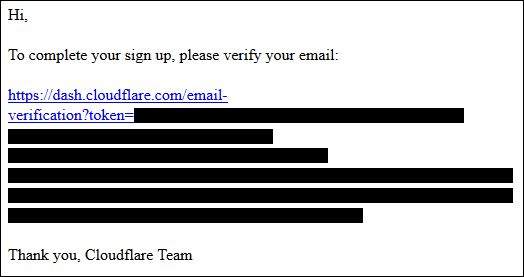 Hi,
To complete your sign up, please verify your email:
https://dash.cloudflare.com/email-
verification?token=
Thank you, Cloudflare Team